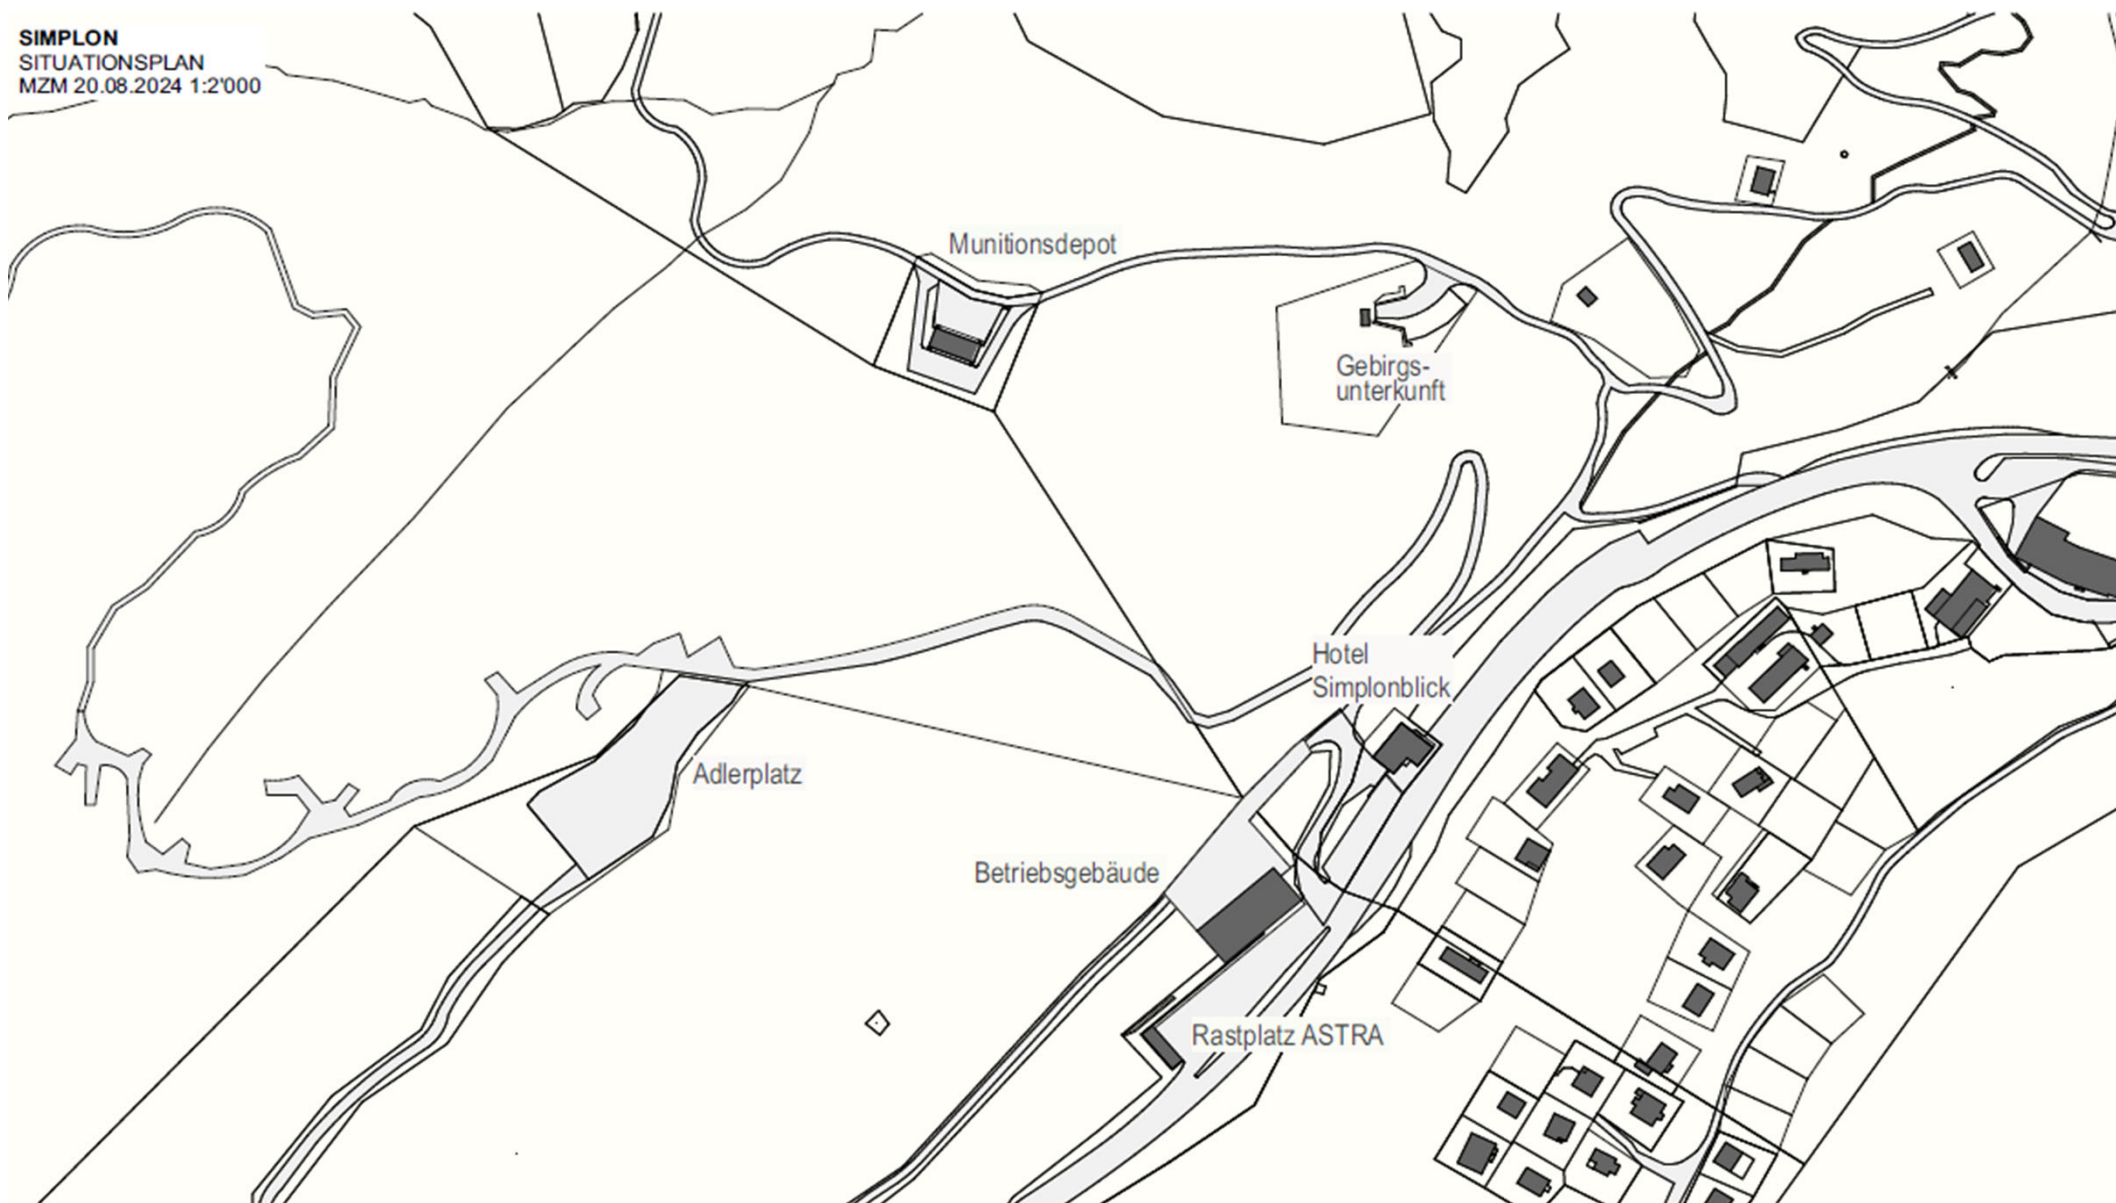 SIMPLON
SITUATIONSPLAN
MZM 20.08.2024 1:2'000
Munitionsdepot
Gebirgs-
unterkunft
Hotel
Simplonblick
Adlerplatz
Betriebsgebäude
Rastplatz ASTRA